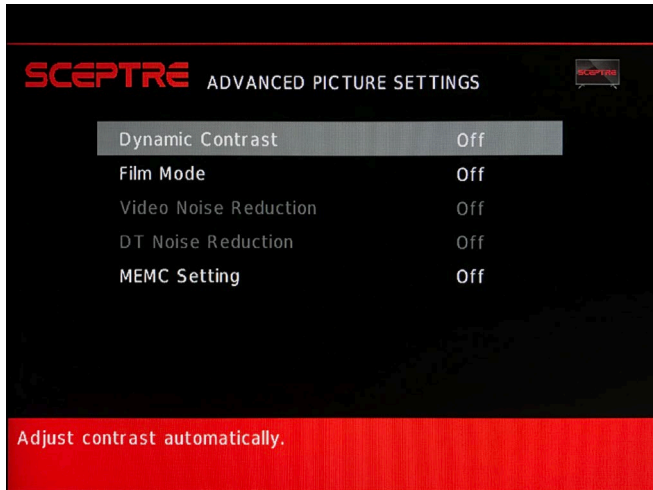 SCEPTRE ADVANCED PICTURE SETTINGS
SCEPTRE
Dynamic Contrast Off
Film Mode Off
Video Noise Reduction Off
DT Noise Reduction Off
MEMC Setting Off
Adjust contrast automatically.